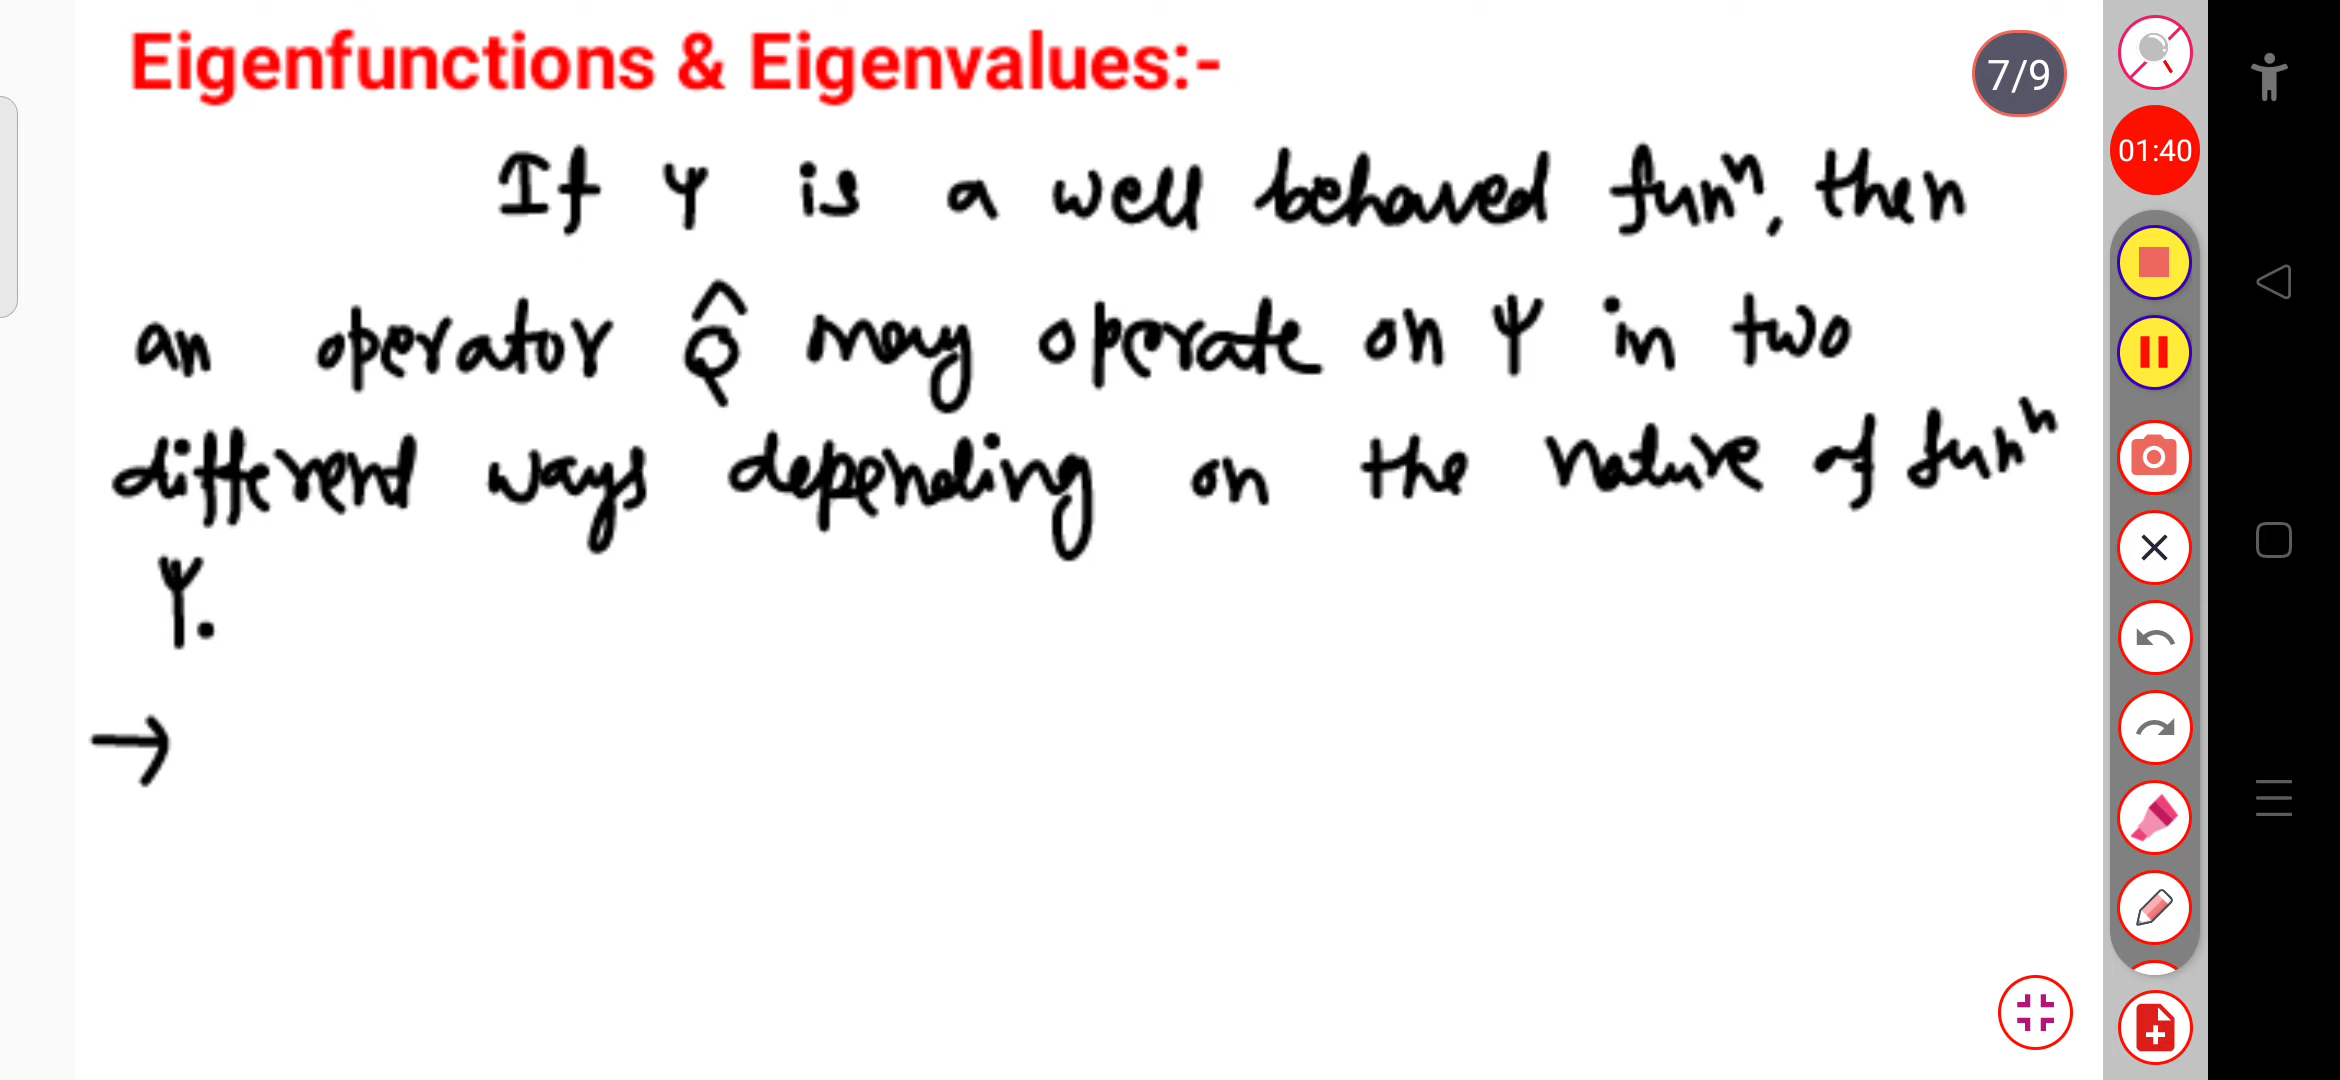 Eigenfunctions & Eigenvalues:-
7/9
01:40
If ψ is a well behaved funⁿ, then
an operator Q̂ may operate on ψ in two
different ways depending on the nature of funⁿ
ψ.
→